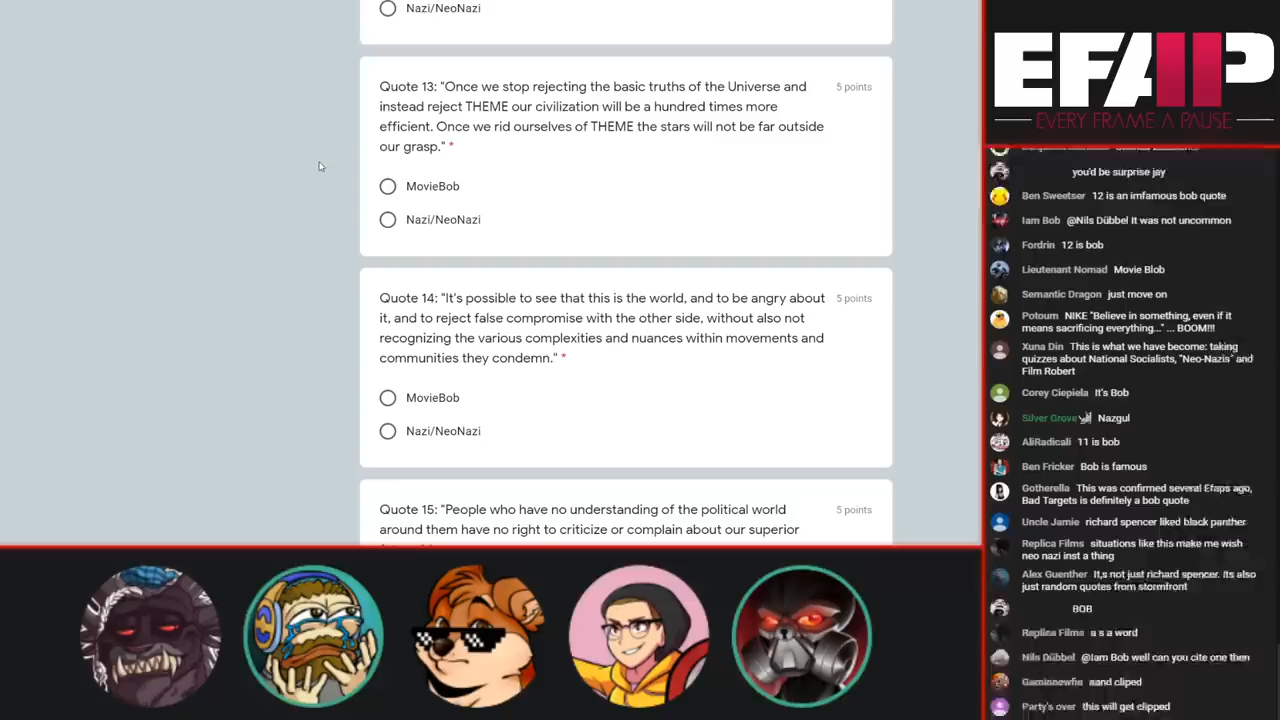 Nazi/NeoNazi
Quote 13: "Once we stop rejecting the basic truths of the Universe and
5 points
instead reject THEME our civilization will be a hundred times more
efficient. Once we rid ourselves of THEME the stars will not be far outside
our grasp." *
MovieBob
Nazi/NeoNazi
Quote 14: "It's possible to see that this is the world, and to be angry about
5 points
it, and to reject false compromise with the other side, without also not
recognizing the various complexities and nuances within movements and
communities they condemn." *
MovieBob
Nazi/NeoNazi
Quote 15: "People who have no understanding of the political world
5 points
around them have no right to criticize or complain about our superior
EFAP
EVERY FRAME A PAUSE
you'd be surprise jay
Ben Sweetser 12 is an imfamous bob quote
Iam Bob @Nils Dübbel It was not uncommon
Fordrin 12 is bob
Lieutenant Nomad Movie Blob
Semantic Dragon just move on
Potoum NIKE "Believe in something, even if it
means sacrificing everything..." ... BOOM!!!
Xuna Din This is what we have become: taking
quizzes about National Socialists, "Neo-Nazis" and
Film Robert
Corey Ciepiela It's Bob
Silver Grove Nazgul
AliRadicali 11 is bob
Ben Fricker Bob is famous
Gotherella This was confirmed several Efaps ago,
Bad Targets is definitely a bob quote
Uncle Jamie richard spencer liked black panther
Replica Films situations like this make me wish
neo nazi inst a thing
Alex Guenther It,s not just richard spencer. Its also
just random quotes from stormfront
BOB
Replica Films a s a word
Nils Dübbel @Iam Bob well can you cite one then
Gaminnewfie aand cliped
Party's over this will get clipped